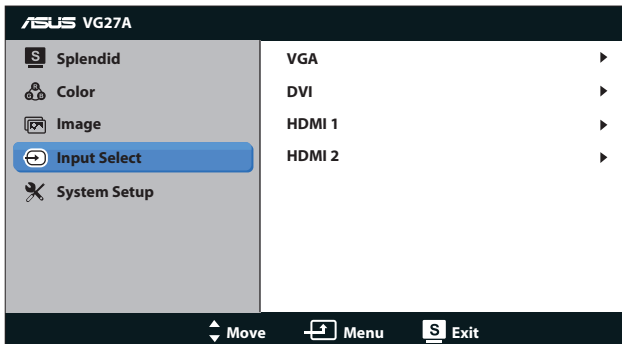 ASUS VG27A
S Splendid
Color
Image
Input Select
System Setup
VGA
DVI
HDMI 1
HDMI 2
Move Menu S Exit